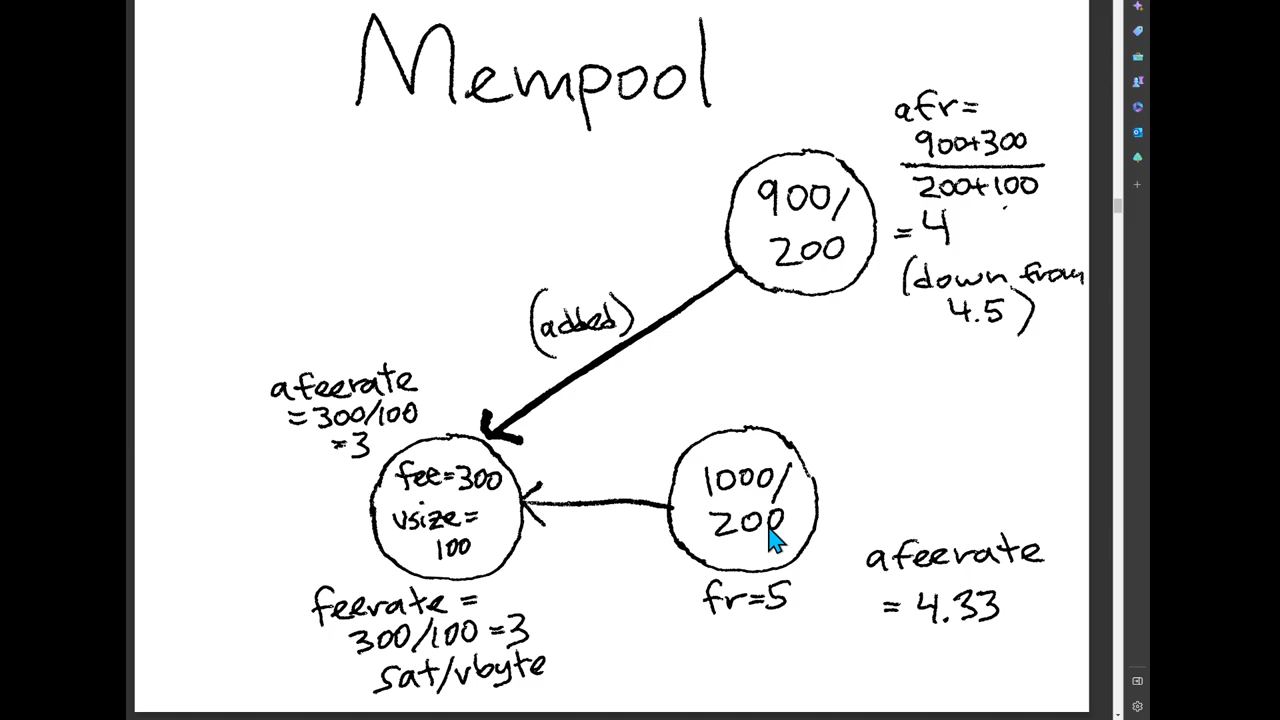 Mempool
afr=
900+300
200+100
= 4
(down from
4.5)
900/
200
(added)
afeerate
= 300/100
= 3
fee=300
vsize=
100
feerate =
300/100 = 3
sat/vbyte
1000/
200
fr=5
afeerate
= 4.33